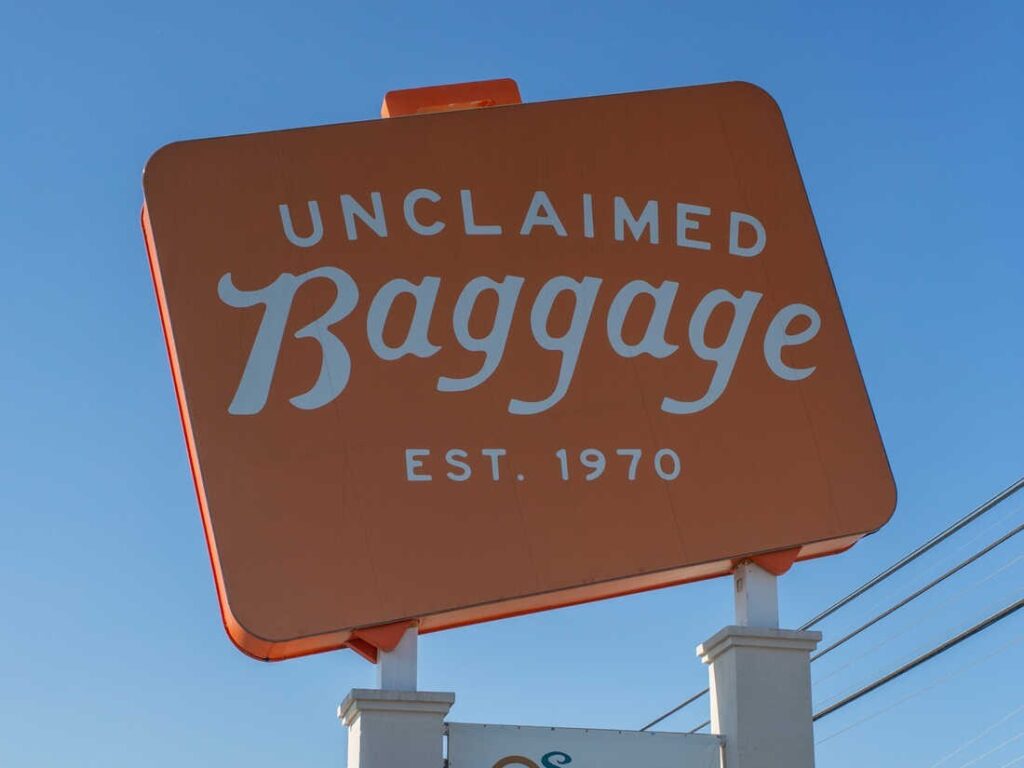 UNCLAIMED
Baggage
EST. 1970